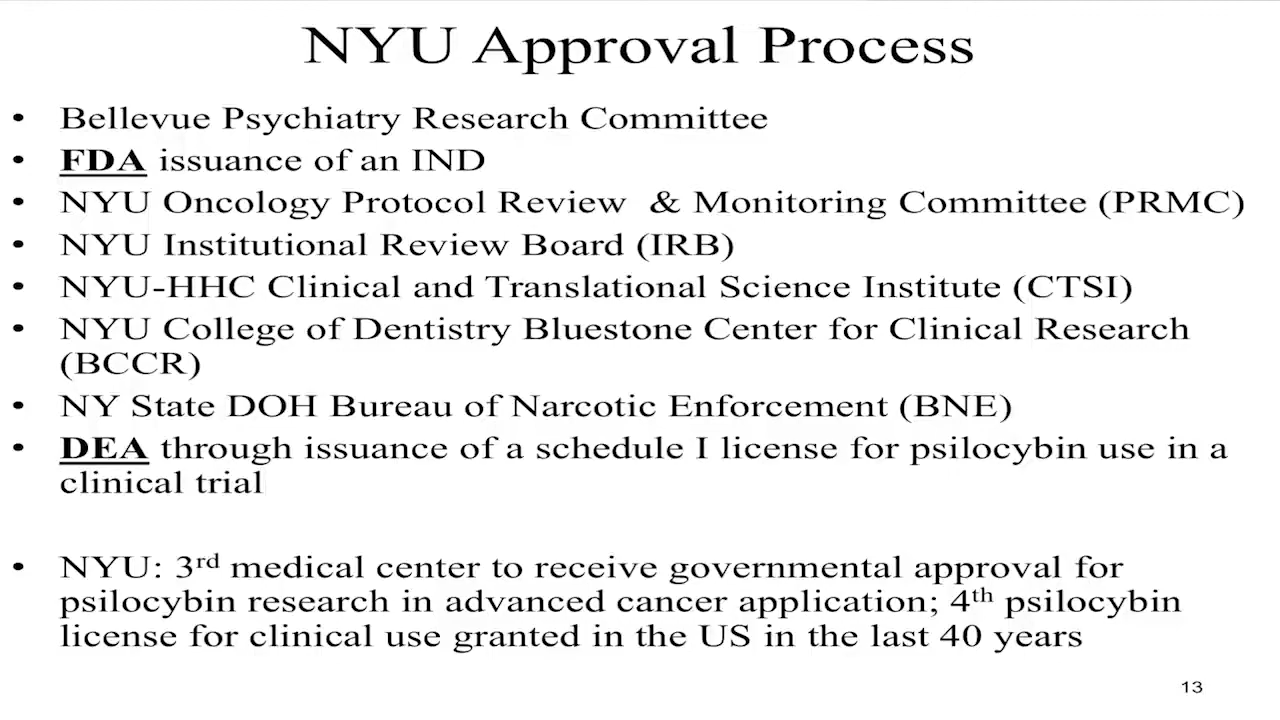 NYU Approval Process
• Bellevue Psychiatry Research Committee
• FDA issuance of an IND
• NYU Oncology Protocol Review & Monitoring Committee (PRMC)
• NYU Institutional Review Board (IRB)
• NYU-HHC Clinical and Translational Science Institute (CTSI)
• NYU College of Dentistry Bluestone Center for Clinical Research
(BCCR)
• NY State DOH Bureau of Narcotic Enforcement (BNE)
• DEA through issuance of a schedule I license for psilocybin use in a
clinical trial
• NYU: 3rd medical center to receive governmental approval for
psilocybin research in advanced cancer application; 4th psilocybin
license for clinical use granted in the US in the last 40 years
13